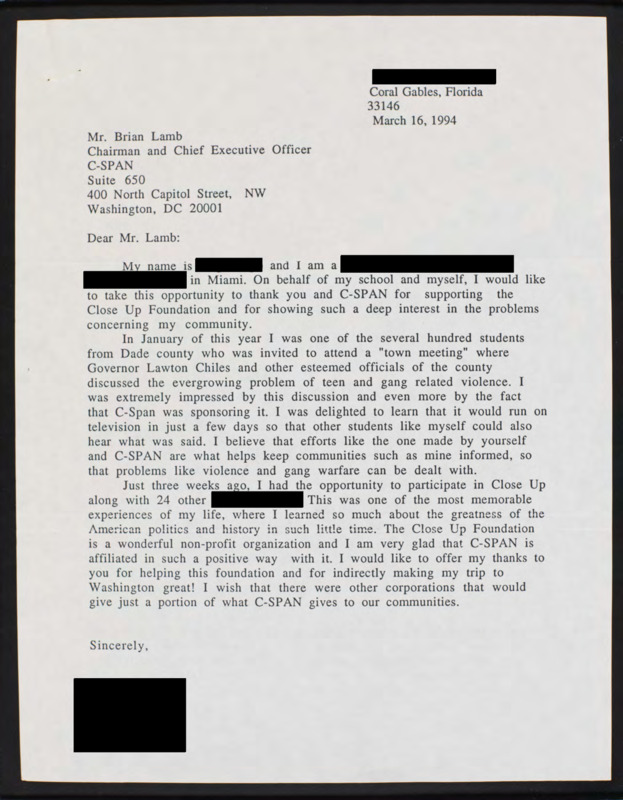 Coral Gables, Florida
33146
March 16, 1994
Mr. Brian Lamb
Chairman and Chief Executive Officer
C-SPAN
Suite 650
400 North Capitol Street, NW
Washington, DC 20001
Dear Mr. Lamb:
My name is and I am a
in Miami. On behalf of my school and myself, I would like
to take this opportunity to thank you and C-SPAN for supporting the
Close Up Foundation and for showing such a deep interest in the problems
concerning my community.
In January of this year I was one of the several hundred students
from Dade county who was invited to attend a "town meeting" where
Governor Lawton Chiles and other esteemed officials of the county
discussed the evergrowing problem of teen and gang related violence. I
was extremely impressed by this discussion and even more by the fact
that C-Span was sponsoring it. I was delighted to learn that it would run on
television in just a few days so that other students like myself could also
hear what was said. I believe that efforts like the one made by yourself
and C-SPAN are what helps keep communities such as mine informed, so
that problems like violence and gang warfare can be dealt with.
Just three weeks ago, I had the opportunity to participate in Close Up
along with 24 other This was one of the most memorable
experiences of my life, where I learned so much about the greatness of the
American politics and history in such little time. The Close Up Foundation
is a wonderful non-profit organization and I am very glad that C-SPAN is
affiliated in such a positive way with it. I would like to offer my thanks to
you for helping this foundation and for indirectly making my trip to
Washington great! I wish that there were other corporations that would
give just a portion of what C-SPAN gives to our communities.
Sincerely,